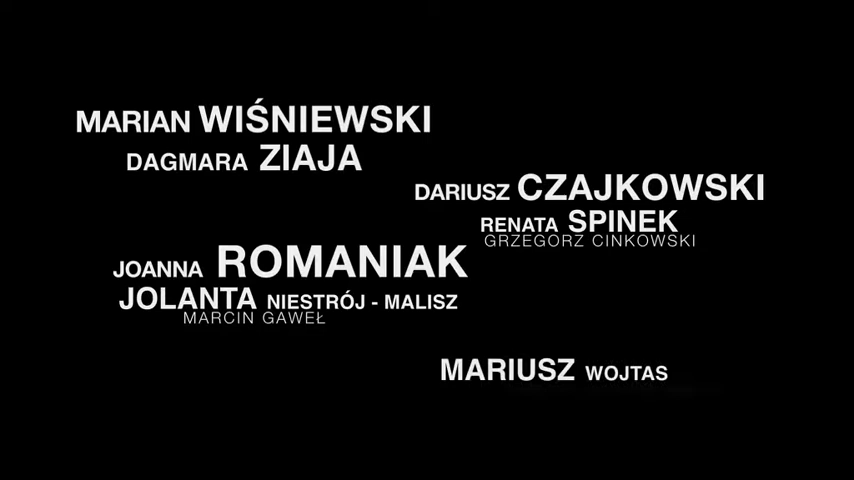 MARIAN WIŚNIEWSKI
DAGMARA ZIAJA
DARIUSZ CZAJKOWSKI
RENATA SPINEK
GRZEGORZ CINKOWSKI
JOANNA ROMANIAK
JOLANTA NIESTRÓJ - MALISZ
MARCIN GAWEŁ
MARIUSZ WOJTAS